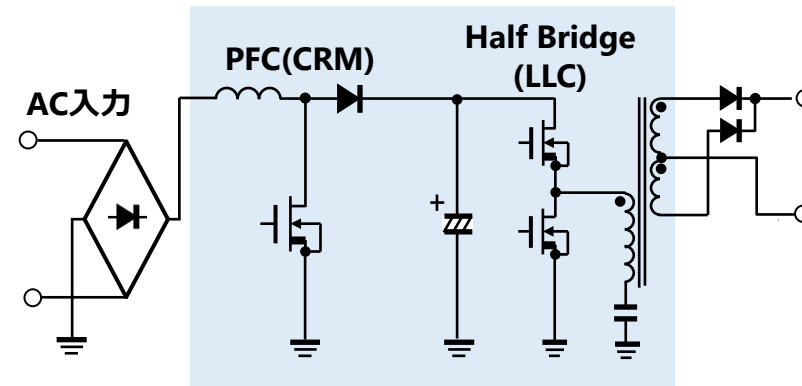 Half Bridge
(LLC)
PFC(CRM)
AC入力
+